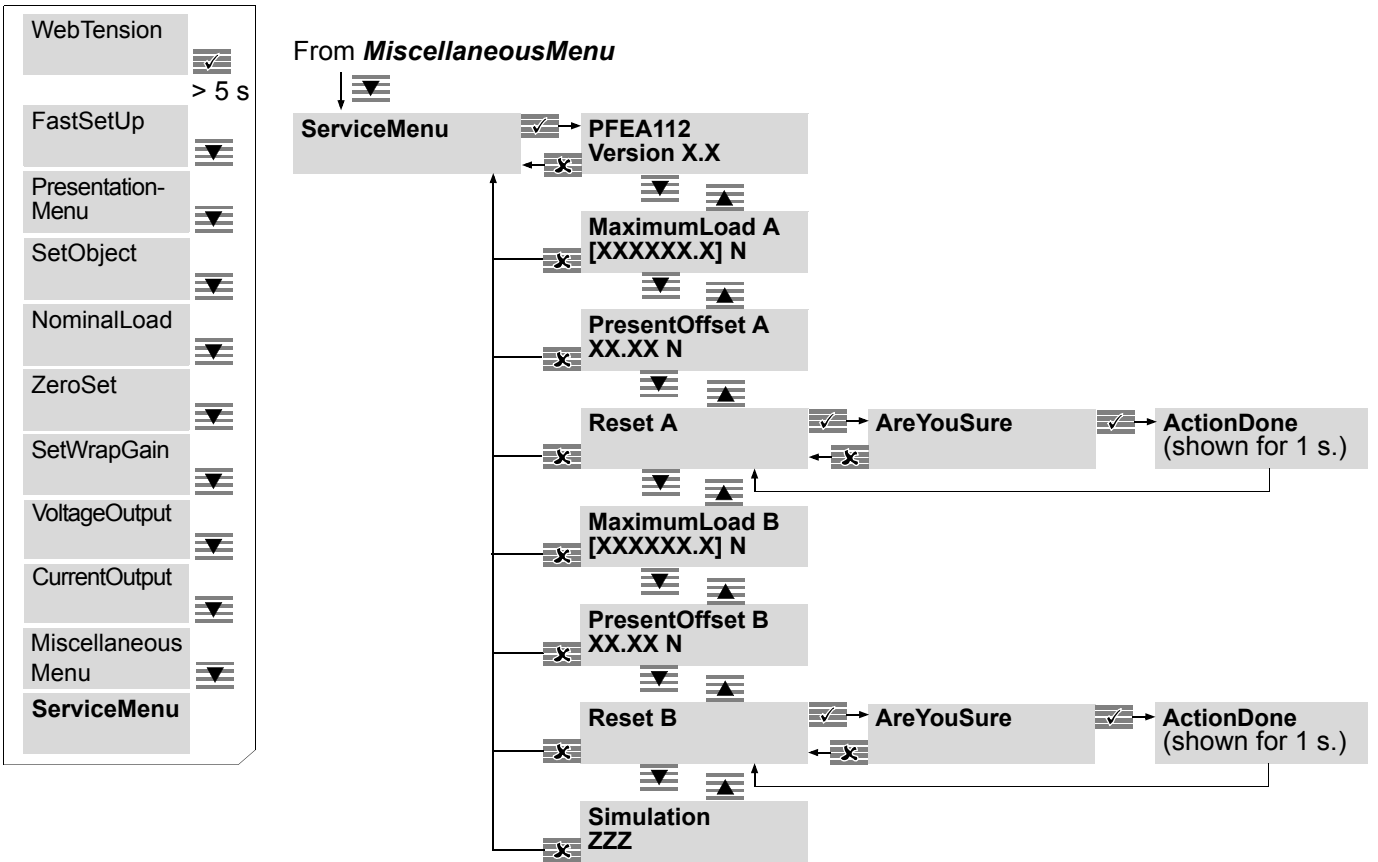 WebTension
> 5 s
FastSetUp
Presentation-
Menu
SetObject
NominalLoad
ZeroSet
SetWrapGain
VoltageOutput
CurrentOutput
Miscellaneous
Menu
ServiceMenu
From MiscellaneousMenu
ServiceMenu
PFEA112
Version X.X
MaximumLoad A
[XXXXXX.X] N
PresentOffset A
XX.XX N
Reset A
AreYouSure
ActionDone
(shown for 1 s.)
MaximumLoad B
[XXXXXX.X] N
PresentOffset B
XX.XX N
Reset B
AreYouSure
ActionDone
(shown for 1 s.)
Simulation
ZZZ